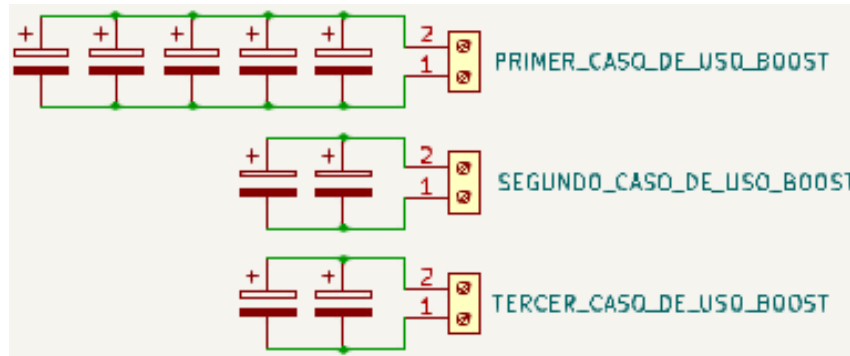 + + + + + 2 PRIMER_CASO_DE_USO_BOOST
1
+ + 2 SEGUNDO_CASO_DE_USO_BOOST
1
+ + 2 TERCER_CASO_DE_USO_BOOST
1